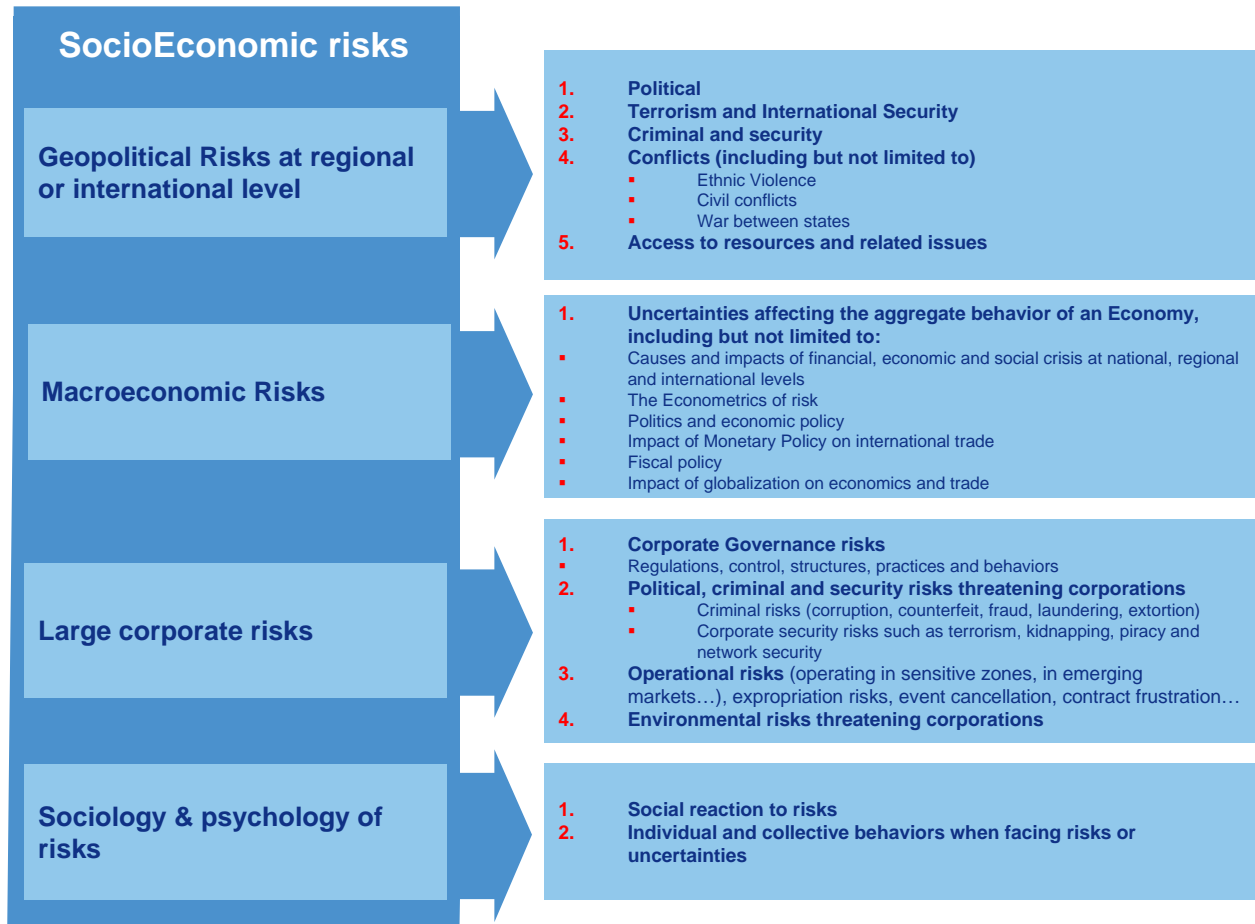 SocioEconomic risks
Geopolitical Risks at regional
or international level
1. Political
2. Terrorism and International Security
3. Criminal and security
4. Conflicts (including but not limited to)
▪ Ethnic Violence
▪ Civil conflicts
▪ War between states
5. Access to resources and related issues
Macroeconomic Risks
1. Uncertainties affecting the aggregate behavior of an Economy,
including but not limited to:
▪ Causes and impacts of financial, economic and social crisis at national, regional
and international levels
▪ The Econometrics of risk
▪ Politics and economic policy
▪ Impact of Monetary Policy on international trade
▪ Fiscal policy
▪ Impact of globalization on economics and trade
Large corporate risks
1. Corporate Governance risks
▪ Regulations, control, structures, practices and behaviors
2. Political, criminal and security risks threatening corporations
▪ Criminal risks (corruption, counterfeit, fraud, laundering, extortion)
▪ Corporate security risks such as terrorism, kidnapping, piracy and
network security
3. Operational risks (operating in sensitive zones, in emerging
markets…), expropriation risks, event cancellation, contract frustration…
4. Environmental risks threatening corporations
Sociology & psychology of
risks
1. Social reaction to risks
2. Individual and collective behaviors when facing risks or
uncertainties